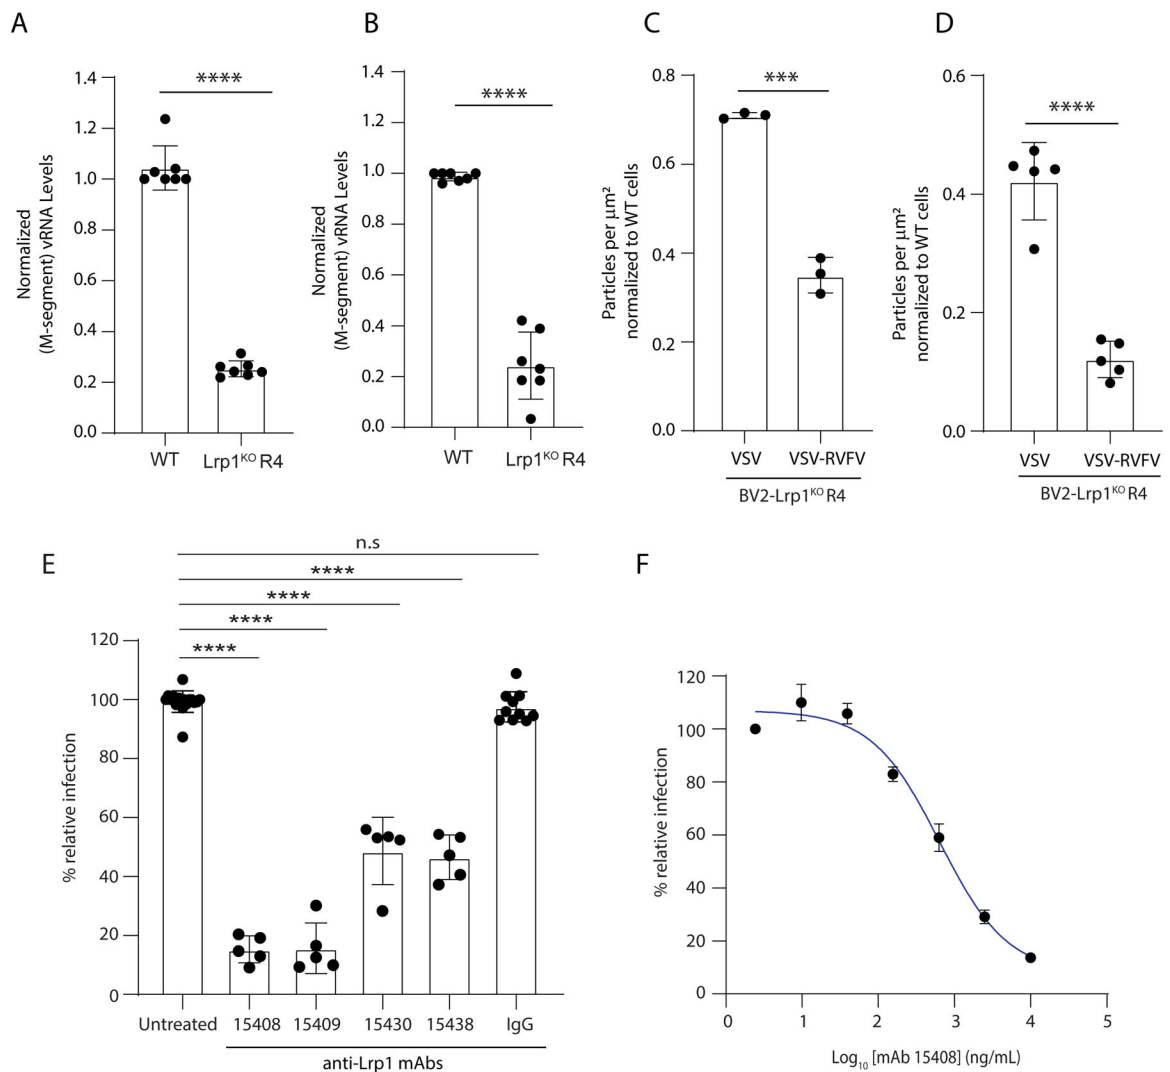 A
Normalized
(M-segment) vRNA Levels
1.4
1.2
1.0
0.8
0.6
0.4
0.2
0.0
****
WT
Lrp1ᴷᴼ R4
B
Normalized
(M-segment) vRNA Levels
1.4
1.2
1.0
0.8
0.6
0.4
0.2
0.0
****
WT
Lrp1ᴷᴼ R4
C
Particles per µm²
normalized to WT cells
0.8
0.6
0.4
0.2
0.0
***
VSV
VSV-RVFV
BV2-Lrp1ᴷᴼ R4
D
Particles per µm²
normalized to WT cells
0.6
0.4
0.2
0.0
****
VSV
VSV-RVFV
BV2-Lrp1ᴷᴼ R4
E
n.s
****
****
****
****
% relative infection
120
100
80
60
40
20
0
Untreated
15408
15409
15430
15438
IgG
anti-Lrp1 mAbs
F
% relative infection
120
100
80
60
40
20
0
0
1
2
3
4
5
Log₁₀ [mAb 15408] (ng/mL)